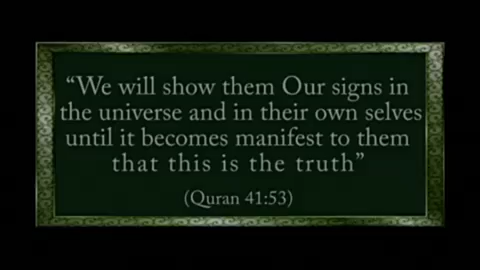 “We will show them Our signs in
the universe and in their own selves
until it becomes manifest to them
that this is the truth”
(Quran 41:53)